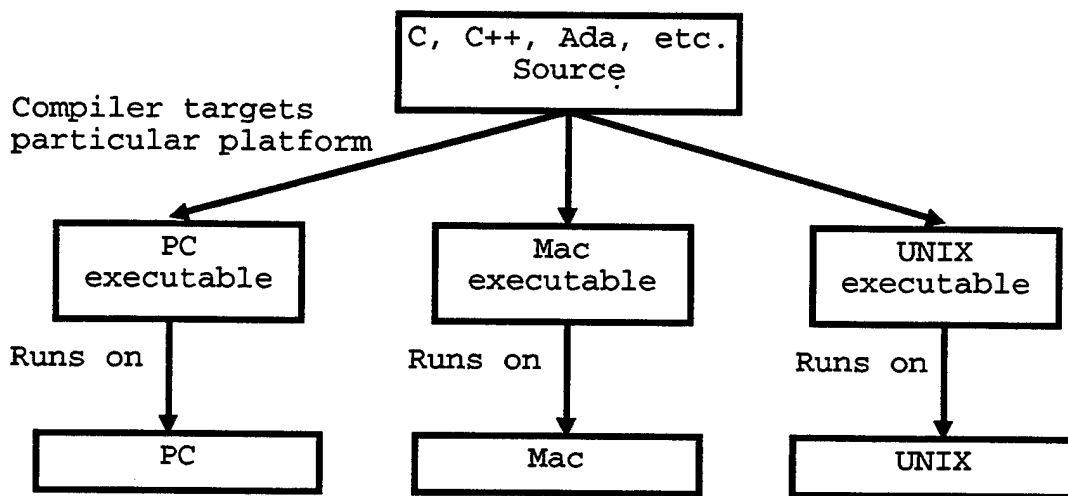 C, C++, Ada, etc.
Source
Compiler targets
particular platform
PC
executable
Mac
executable
UNIX
executable
Runs on
Runs on
Runs on
PC
Mac
UNIX